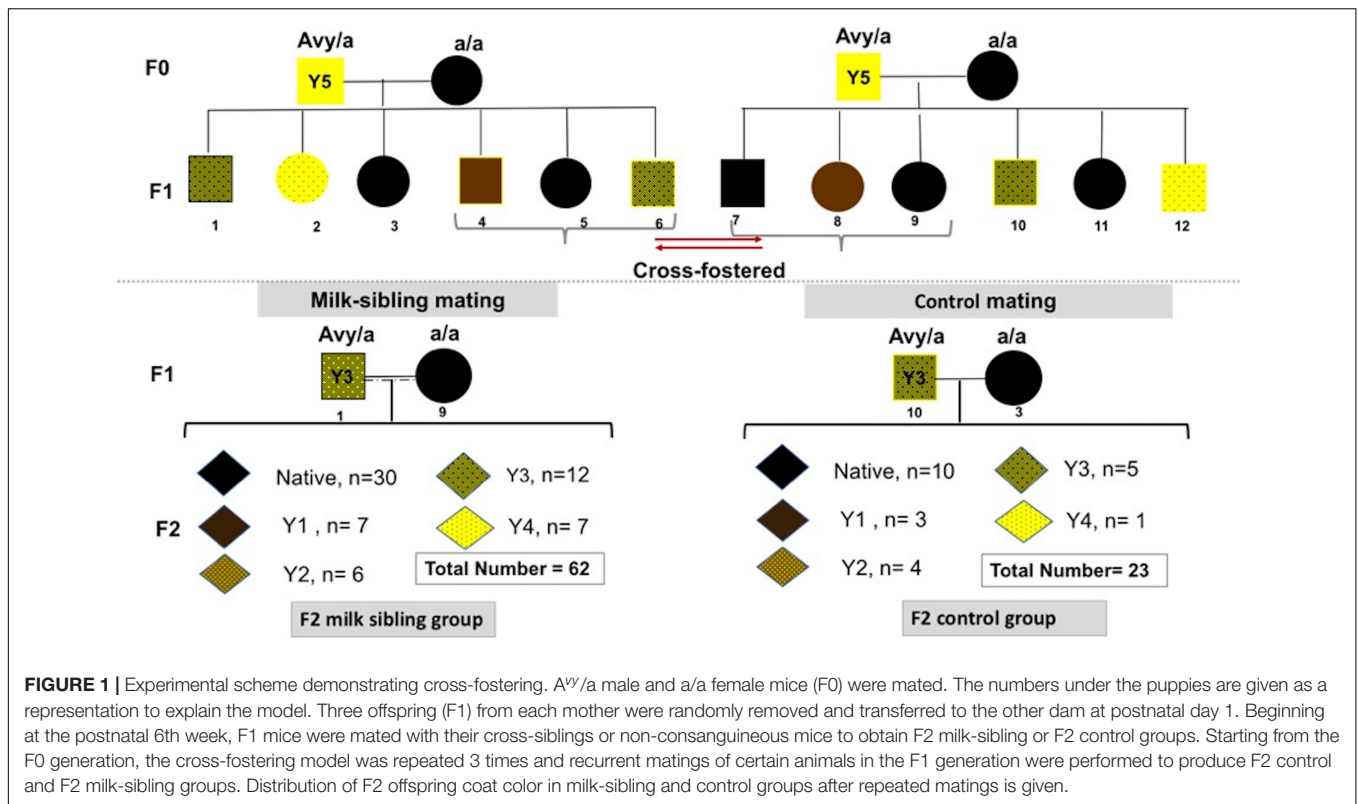 Avy/a a/a Avy/a a/a
F0 Y5 Y5
F1
1 2 3 4 5 6 7 8 9 10 11 12
Cross-fostered
Milk-sibling mating Control mating
Avy/a a/a Avy/a a/a
F1 Y3 Y3
1 9 10 3
Native, n=30 Y3, n=12 Native, n=10 Y3, n=5
F2 Y1 , n= 7 Y4, n= 7 Y1 , n= 3 Y4, n= 1
Y2, n= 6 Total Number = 62 Y2, n= 4 Total Number= 23
F2 milk sibling group F2 control group
FIGURE 1 | Experimental scheme demonstrating cross-fostering. Avy/a male and a/a female mice (F0) were mated. The numbers under the puppies are given as a
representation to explain the model. Three offspring (F1) from each mother were randomly removed and transferred to the other dam at postnatal day 1. Beginning
at the postnatal 6th week, F1 mice were mated with their cross-siblings or non-consanguineous mice to obtain F2 milk-sibling or F2 control groups. Starting from the
F0 generation, the cross-fostering model was repeated 3 times and recurrent matings of certain animals in the F1 generation were performed to produce F2 control
and F2 milk-sibling groups. Distribution of F2 offspring coat color in milk-sibling and control groups after repeated matings is given.